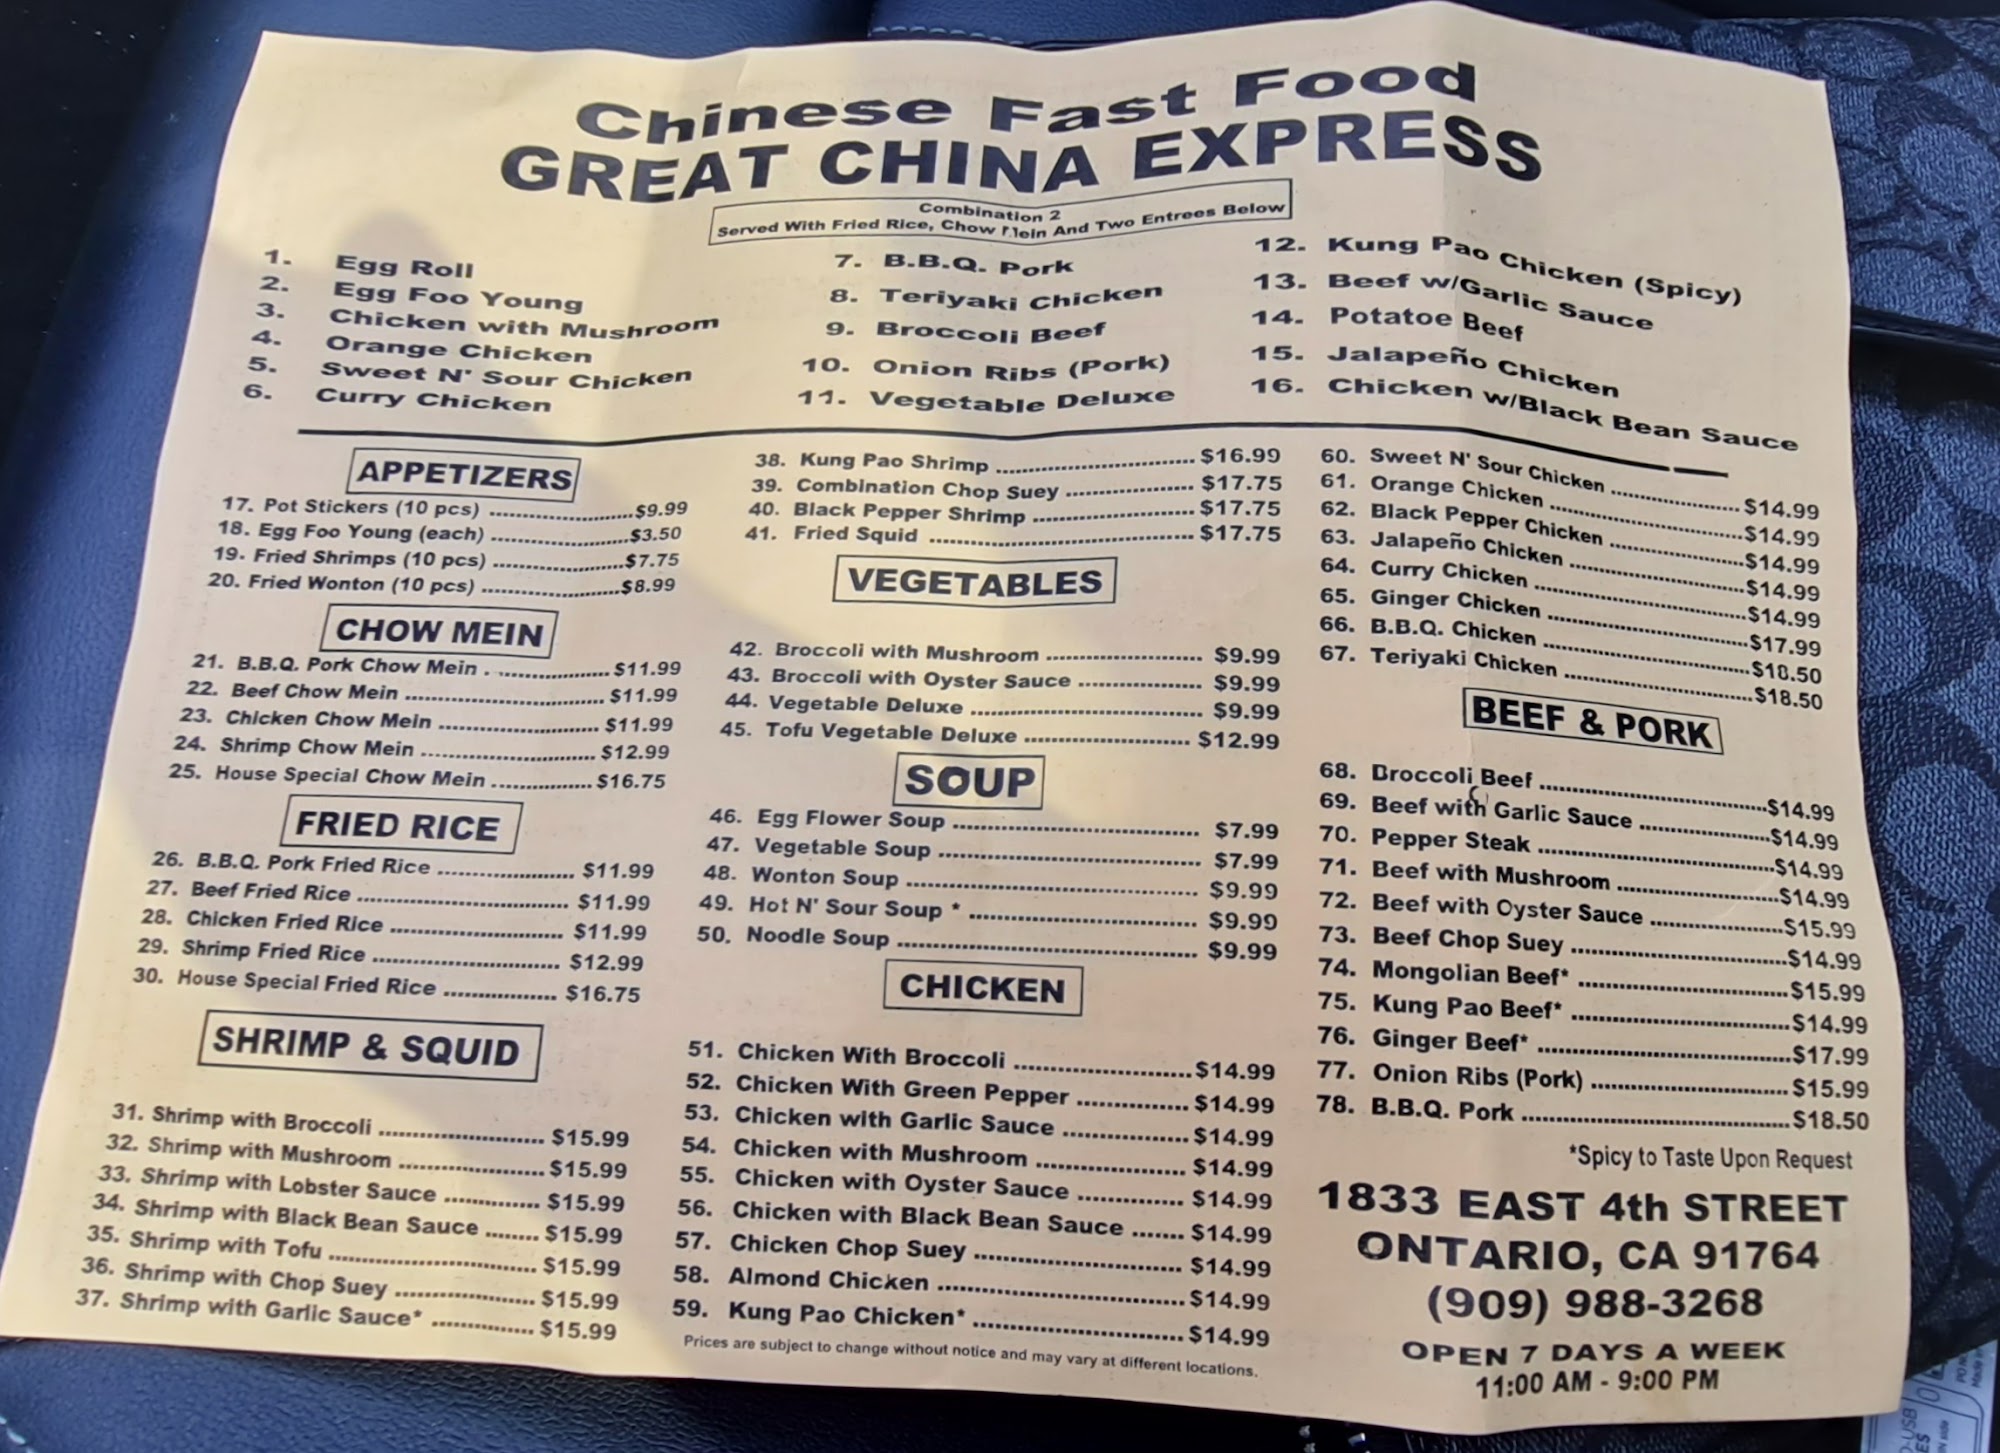 Chinese Fast Food
GREAT CHINA EXPRESS
Combination 2
Served With Fried Rice, Chow Mein And Two Entrees Below
1. Egg Roll
2. Egg Foo Young
3. Chicken with Mushroom
4. Orange Chicken
5. Sweet N' Sour Chicken
6. Curry Chicken
7. B.B.Q. Pork
8. Teriyaki Chicken
9. Broccoli Beef
10. Onion Ribs (Pork)
11. Vegetable Deluxe
12. Kung Pao Chicken (Spicy)
13. Beef w/Garlic Sauce
14. Potatoe Beef
15. Jalapeño Chicken
16. Chicken w/Black Bean Sauce
APPETIZERS
17. Pot Stickers (10 pcs) $9.99
18. Egg Foo Young (each) $3.50
19. Fried Shrimps (10 pcs) $7.75
20. Fried Wonton (10 pcs) $8.99
CHOW MEIN
21. B.B.Q. Pork Chow Mein $11.99
22. Beef Chow Mein $11.99
23. Chicken Chow Mein $11.99
24. Shrimp Chow Mein $12.99
25. House Special Chow Mein $16.75
FRIED RICE
26. B.B.Q. Pork Fried Rice $11.99
27. Beef Fried Rice $11.99
28. Chicken Fried Rice $11.99
29. Shrimp Fried Rice $12.99
30. House Special Fried Rice $16.75
SHRIMP & SQUID
31. Shrimp with Broccoli $15.99
32. Shrimp with Mushroom $15.99
33. Shrimp with Lobster Sauce $15.99
34. Shrimp with Black Bean Sauce $15.99
35. Shrimp with Tofu $15.99
36. Shrimp with Chop Suey $15.99
37. Shrimp with Garlic Sauce* $15.99
38. Kung Pao Shrimp $16.99
39. Combination Chop Suey $17.75
40. Black Pepper Shrimp $17.75
41. Fried Squid $17.75
VEGETABLES
42. Broccoli with Mushroom $9.99
43. Broccoli with Oyster Sauce $9.99
44. Vegetable Deluxe $9.99
45. Tofu Vegetable Deluxe $12.99
SOUP
46. Egg Flower Soup $7.99
47. Vegetable Soup $7.99
48. Wonton Soup $9.99
49. Hot N' Sour Soup * $9.99
50. Noodle Soup $9.99
CHICKEN
51. Chicken With Broccoli $14.99
52. Chicken With Green Pepper $14.99
53. Chicken with Garlic Sauce $14.99
54. Chicken with Mushroom $14.99
55. Chicken with Oyster Sauce $14.99
56. Chicken with Black Bean Sauce $14.99
57. Chicken Chop Suey $14.99
58. Almond Chicken $14.99
59. Kung Pao Chicken* $14.99
Prices are subject to change without notice and may vary at different locations.
60. Sweet N' Sour Chicken $14.99
61. Orange Chicken $14.99
62. Black Pepper Chicken $14.99
63. Jalapeño Chicken $14.99
64. Curry Chicken $14.99
65. Ginger Chicken $17.99
66. B.B.Q. Chicken $18.50
67. Teriyaki Chicken $18.50
BEEF & PORK
68. Broccoli Beef $14.99
69. Beef with Garlic Sauce $14.99
70. Pepper Steak $14.99
71. Beef with Mushroom $14.99
72. Beef with Oyster Sauce $15.99
73. Beef Chop Suey $14.99
74. Mongolian Beef* $15.99
75. Kung Pao Beef* $14.99
76. Ginger Beef* $17.99
77. Onion Ribs (Pork) $15.99
78. B.B.Q. Pork $18.50
*Spicy to Taste Upon Request
1833 EAST 4th STREET
ONTARIO, CA 91764
(909) 988-3268
OPEN 7 DAYS A WEEK
11:00 AM - 9:00 PM
USB